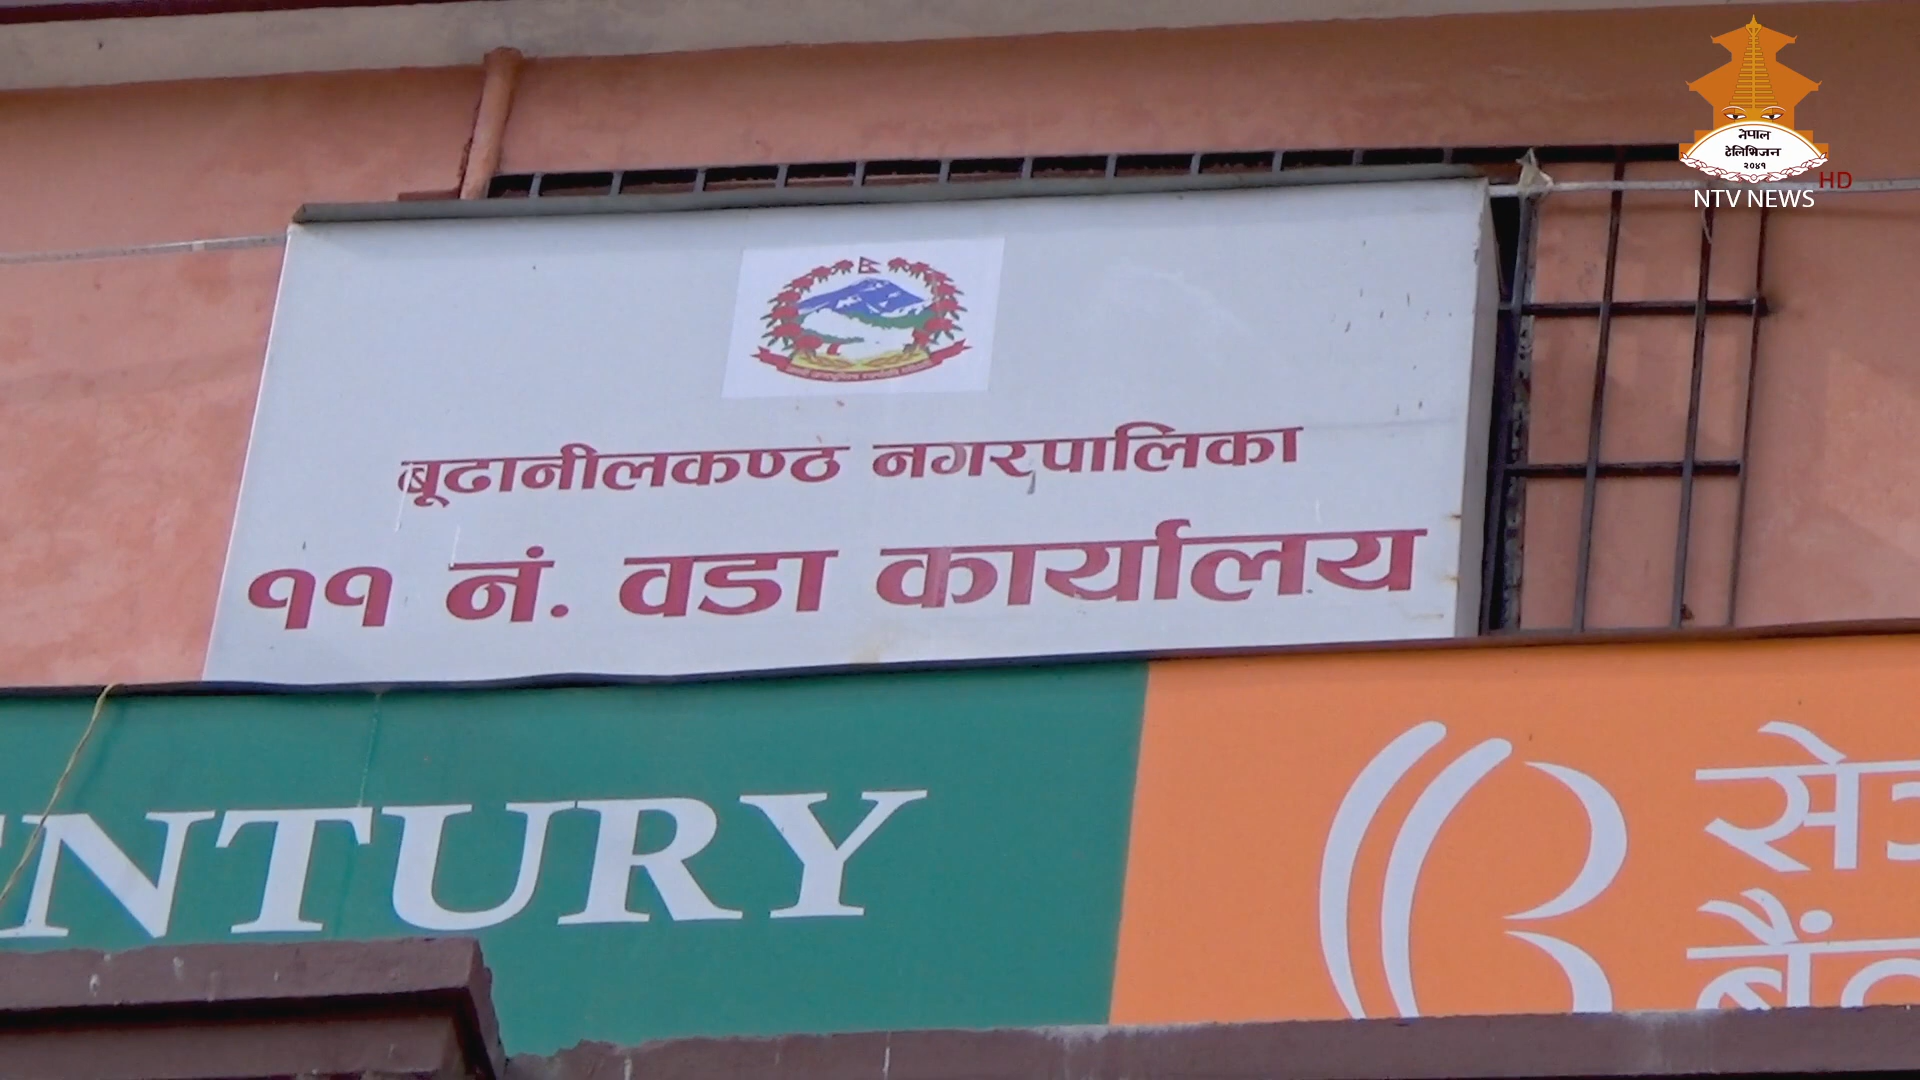 नेपाल
टेलिभिजन
२०४१
HD
NTV NEWS
बूढानीलकण्ठ नगरपालिका
११ नं. वडा कार्यालय
NTURY